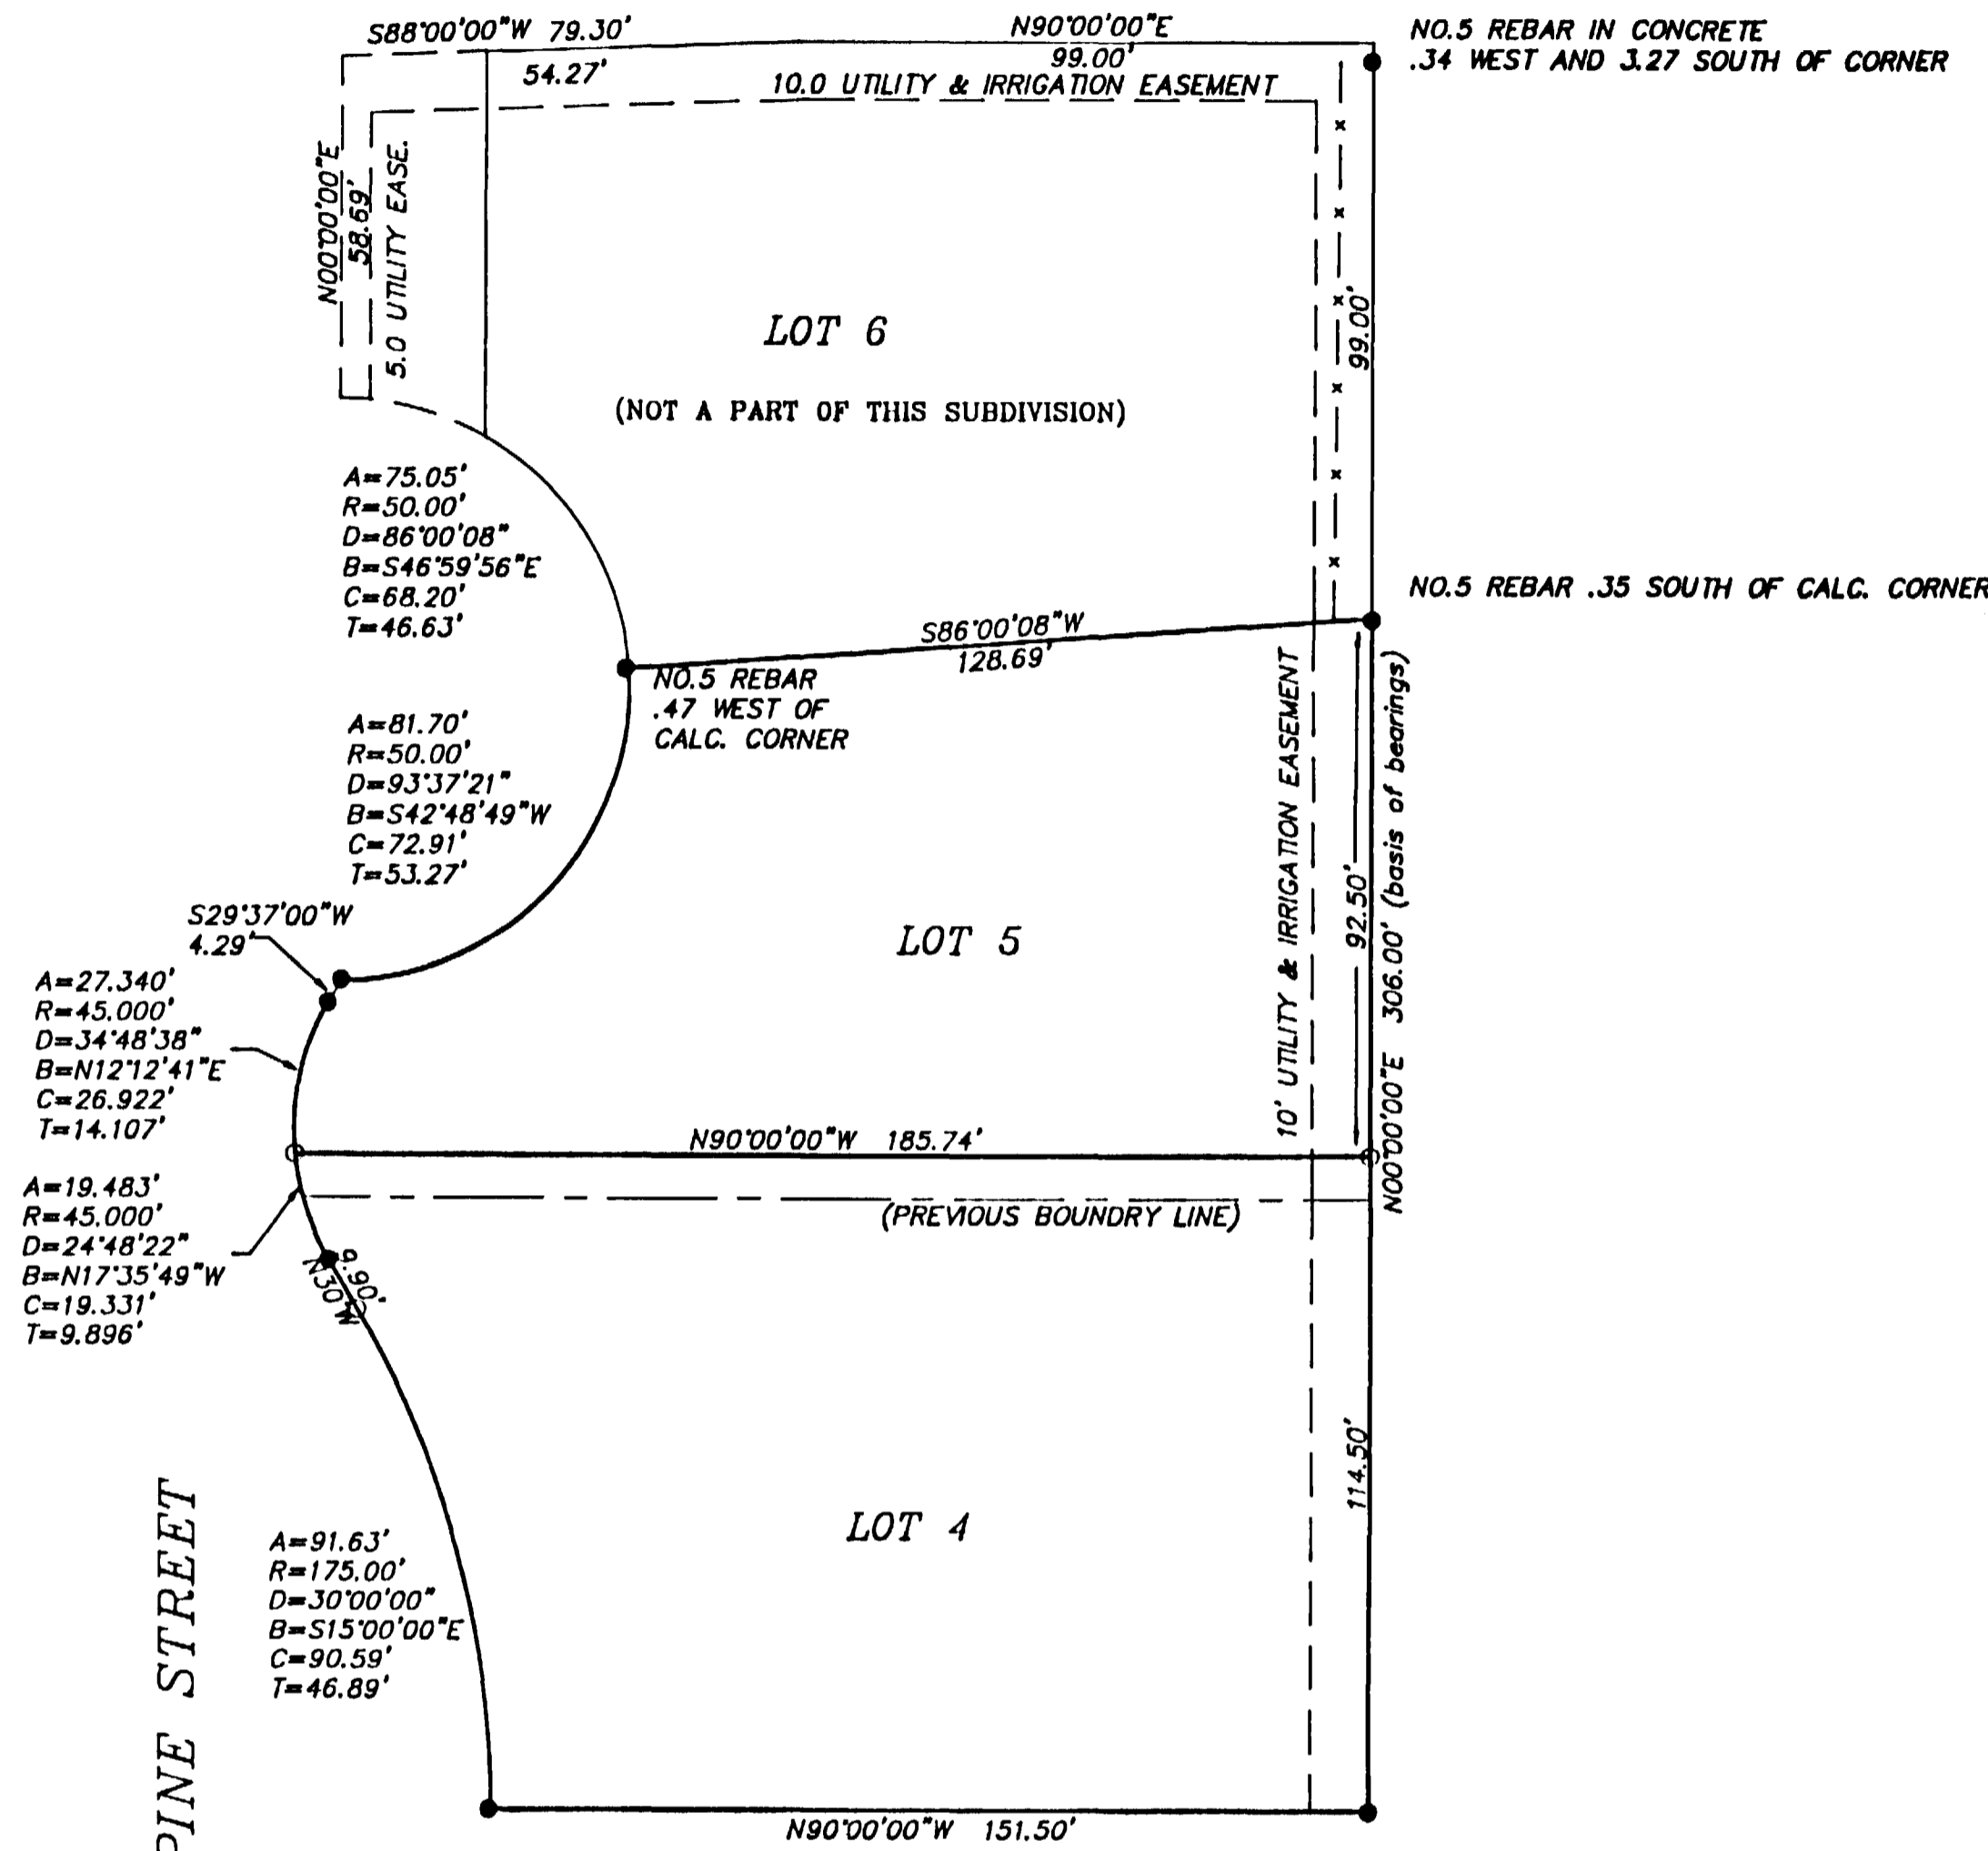 S88°00'00"W 79.30'
54.27'
N90°00'00"E
99.00'
10.0 UTILITY & IRRIGATION EASEMENT
NO.5 REBAR IN CONCRETE
.34 WEST AND 3.27 SOUTH OF CORNER
N00°00'00"E
58.69'
5.0 UTILITY EASE.
LOT 6
(NOT A PART OF THIS SUBDIVISION)
99.00'
A=75.05'
R=50.00'
D=86°00'08"
B=S46°59'56"E
C=68.20'
T=46.63'
NO.5 REBAR .35 SOUTH OF CALC. CORNER
S86°00'08"W
128.69'
NO.5 REBAR
.47 WEST OF
CALC. CORNER
A=81.70'
R=50.00'
D=93°37'21"
B=S42°48'49"W
C=72.91'
T=53.27'
10' UTILITY & IRRIGATION EASEMENT
92.50'
N00°00'00"E 306.00' (basis of bearings)
S29°37'00"W
4.29'
LOT 5
A=27.340'
R=45.000'
D=34°48'38"
B=N12°12'41"E
C=26.922'
T=14.107'
N90°00'00"W 185.74'
(PREVIOUS BOUNDRY LINE)
A=19.483'
R=45.000'
D=24°48'22"
B=N17°35'49"W
C=19.331'
T=9.896'
9.90'
N30°W
114.50'
LOT 4
A=91.63'
R=175.00'
D=30°00'00"
B=S15°00'00"E
C=90.59'
T=46.89'
PINE STREET
N90°00'00"W 151.50'